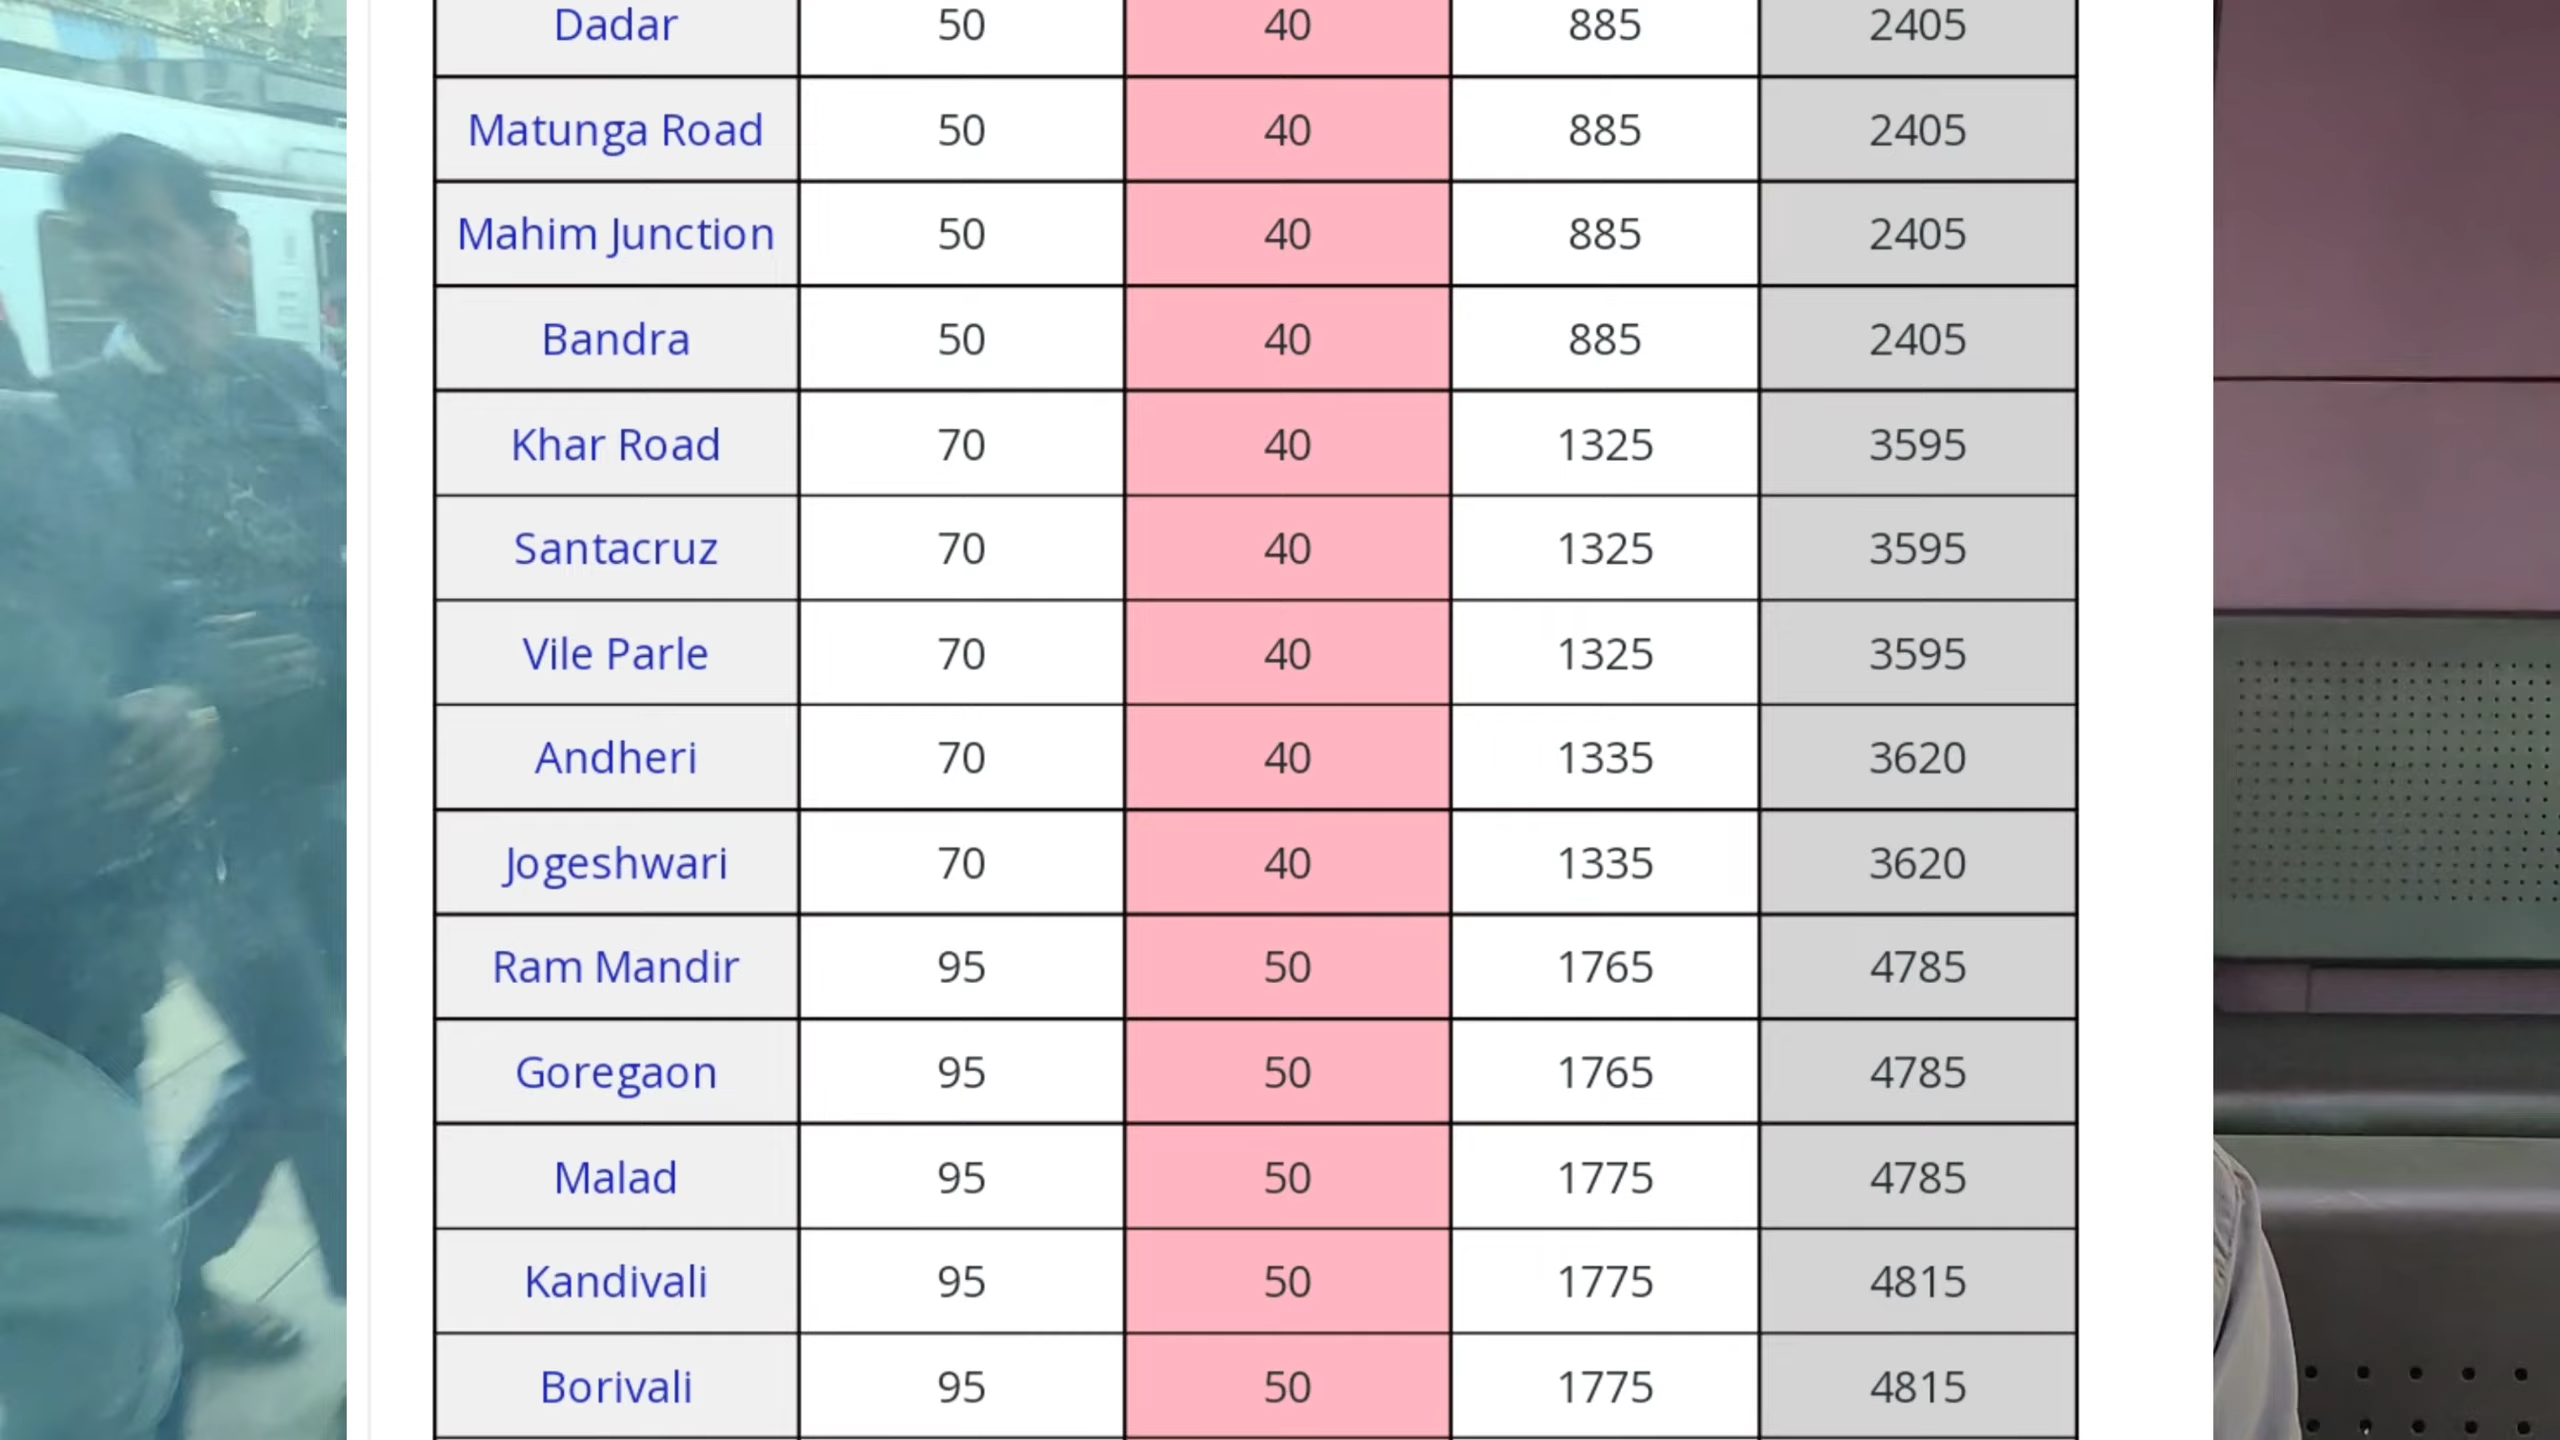 Dadar 50 40 885 2405
Matunga Road 50 40 885 2405
Mahim Junction 50 40 885 2405
Bandra 50 40 885 2405
Khar Road 70 40 1325 3595
Santacruz 70 40 1325 3595
Vile Parle 70 40 1325 3595
Andheri 70 40 1335 3620
Jogeshwari 70 40 1335 3620
Ram Mandir 95 50 1765 4785
Goregaon 95 50 1765 4785
Malad 95 50 1775 4785
Kandivali 95 50 1775 4815
Borivali 95 50 1775 4815